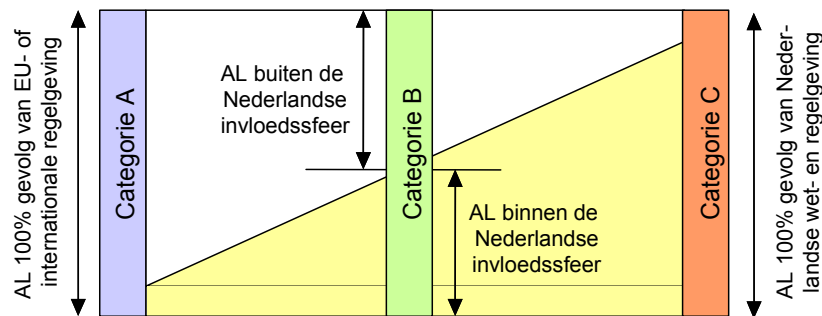 AL 100% gevolg van EU- of
internationale regelgeving
Categorie A
AL buiten de
Nederlandse
invloedssfeer
Categorie B
AL binnen de
Nederlandse
invloedssfeer
Categorie C
AL 100% gevolg van Neder-
landse wet- en regelgeving